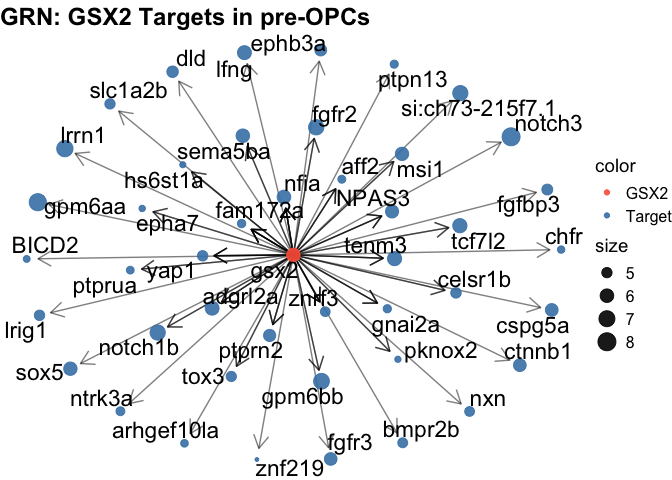 GRN: GSX2 Targets in pre-OPCs
ephb3a
dld
lfng
ptpn13
slc1a2b
si:ch73-215f7.1
fgfr2
notch3
lrrn1
sema5ba
aff2
msi1
hs6st1a
nfia
NPAS3
fgfbp3
gpm6aa
fam172a
epha7
tenm3
tcf7l2
chfr
BICD2
yap1
gsx2
ptprua
celsr1b
adgrl2a
znrf3
lrig1
gnai2a
cspg5a
notch1b
ptprn2
pknox2
ctnnb1
sox5
tox3
ntrk3a
gpm6bb
nxn
arhgef10la
bmpr2b
fgfr3
znf219
color
GSX2
Target
size
5
6
7
8